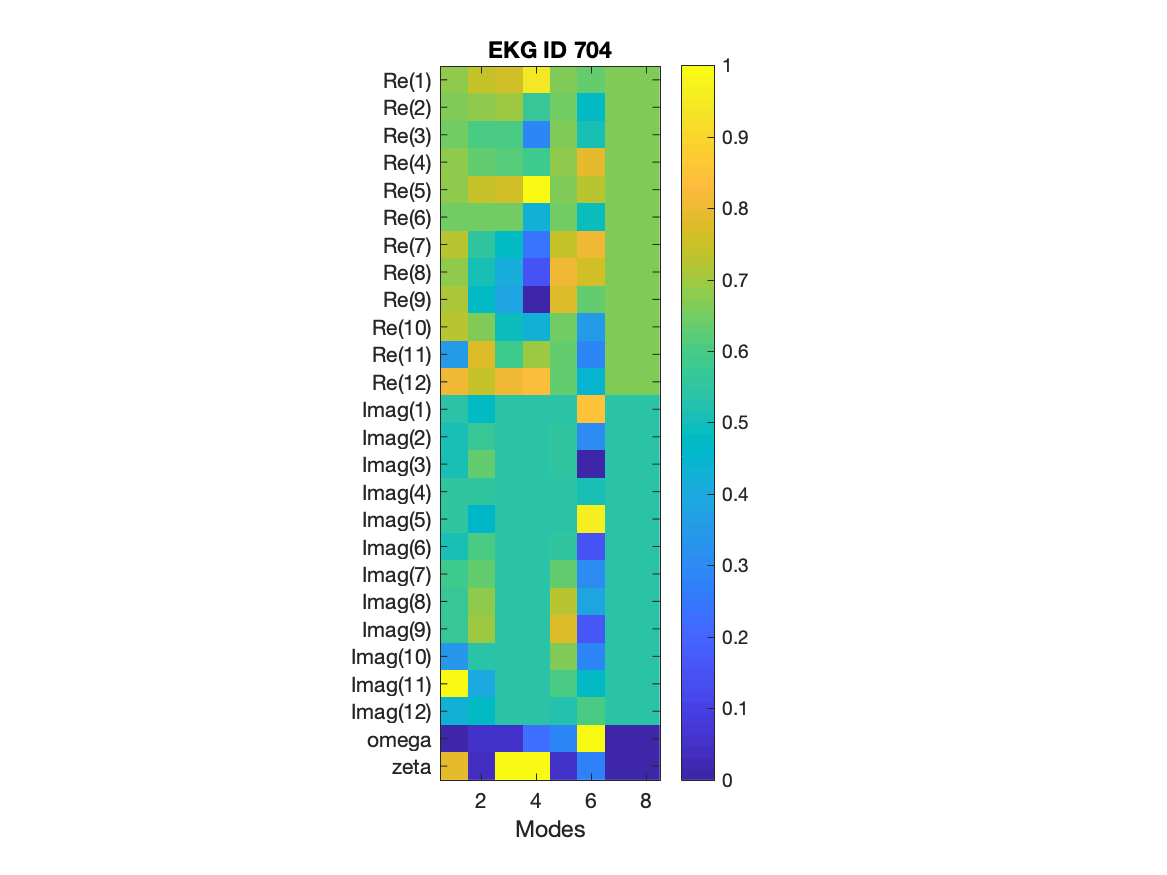 EKG ID 704
Re(1)
Re(2)
Re(3)
Re(4)
Re(5)
Re(6)
Re(7)
Re(8)
Re(9)
Re(10)
Re(11)
Re(12)
Imag(1)
Imag(2)
Imag(3)
Imag(4)
Imag(5)
Imag(6)
Imag(7)
Imag(8)
Imag(9)
Imag(10)
Imag(11)
Imag(12)
omega
zeta
2 4 6 8
Modes
1
0.9
0.8
0.7
0.6
0.5
0.4
0.3
0.2
0.1
0